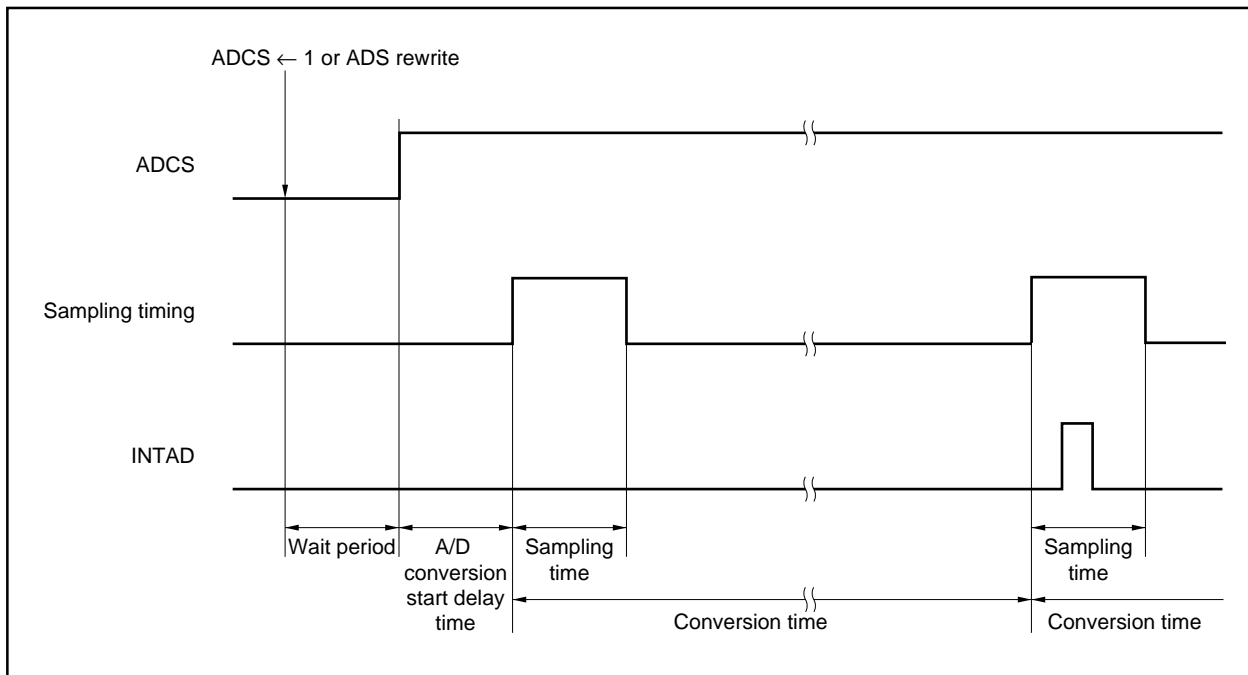 ADCS ← 1 or ADS rewrite
ADCS
Sampling timing
INTAD
Wait period
A/D
conversion
start delay
time
Sampling
time
Sampling
time
Conversion time
Conversion time